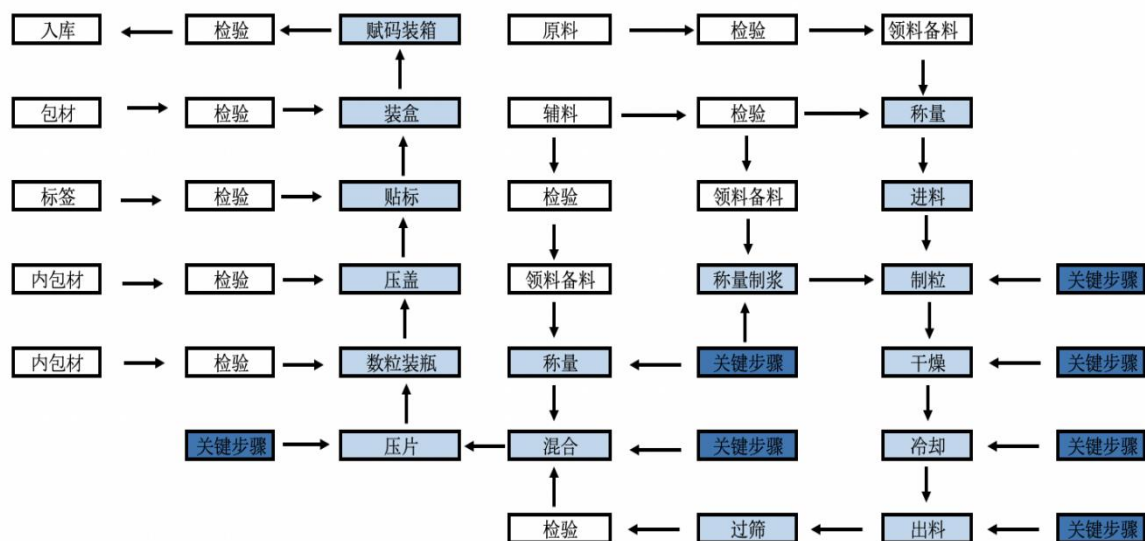 入库 检验 赋码装箱 原料 检验 领料备料
包材 检验 装盒 辅料 检验 称量
标签 检验 贴标 检验 领料备料 进料
内包材 检验 压盖 领料备料 称量制浆 制粒 关键步骤
内包材 检验 数粒装瓶 称量 关键步骤 干燥 关键步骤
关键步骤 压片 混合 关键步骤 冷却 关键步骤
检验 过筛 出料 关键步骤